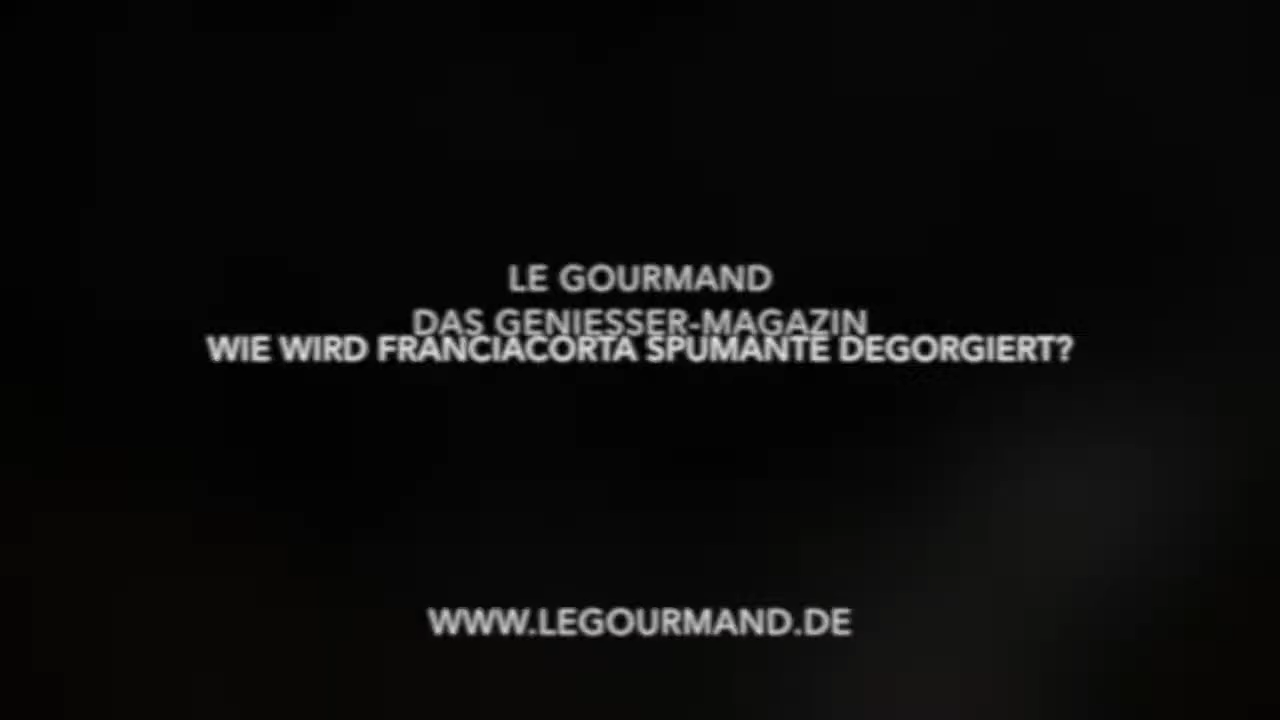 LE GOURMAND
DAS GENIESSER-MAGAZIN
WIE WIRD FRANCIACORTA SPUMANTE DEGORGIERT?
WWW.LEGOURMAND.DE